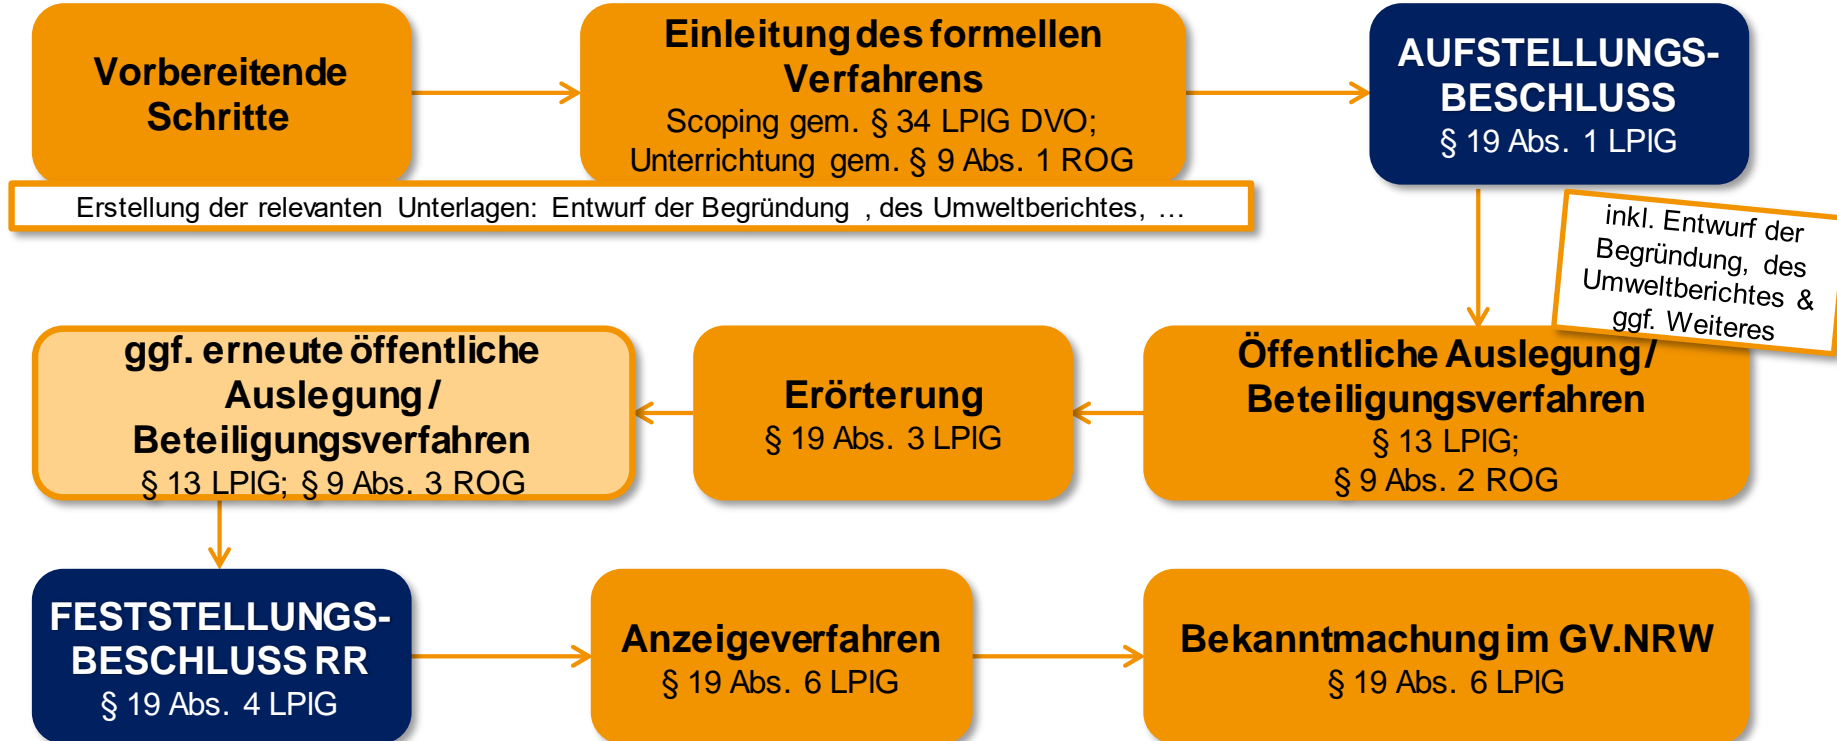 Vorbereitende
Schritte
Einleitung des formellen
Verfahrens
Scoping gem. § 34 LPlG DVO;
Unterrichtung gem. § 9 Abs. 1 ROG
AUFSTELLUNGS-
BESCHLUSS
§ 19 Abs. 1 LPlG
Erstellung der relevanten Unterlagen: Entwurf der Begründung , des Umweltberichtes, …
inkl. Entwurf der
Begründung, des
Umweltberichtes &
ggf. Weiteres
ggf. erneute öffentliche
Auslegung /
Beteiligungsverfahren
§ 13 LPlG; § 9 Abs. 3 ROG
Erörterung
§ 19 Abs. 3 LPlG
Öffentliche Auslegung /
Beteiligungsverfahren
§ 13 LPlG;
§ 9 Abs. 2 ROG
FESTSTELLUNGS-
BESCHLUSS RR
§ 19 Abs. 4 LPlG
Anzeigeverfahren
§ 19 Abs. 6 LPlG
Bekanntmachung im GV.NRW
§ 19 Abs. 6 LPlG